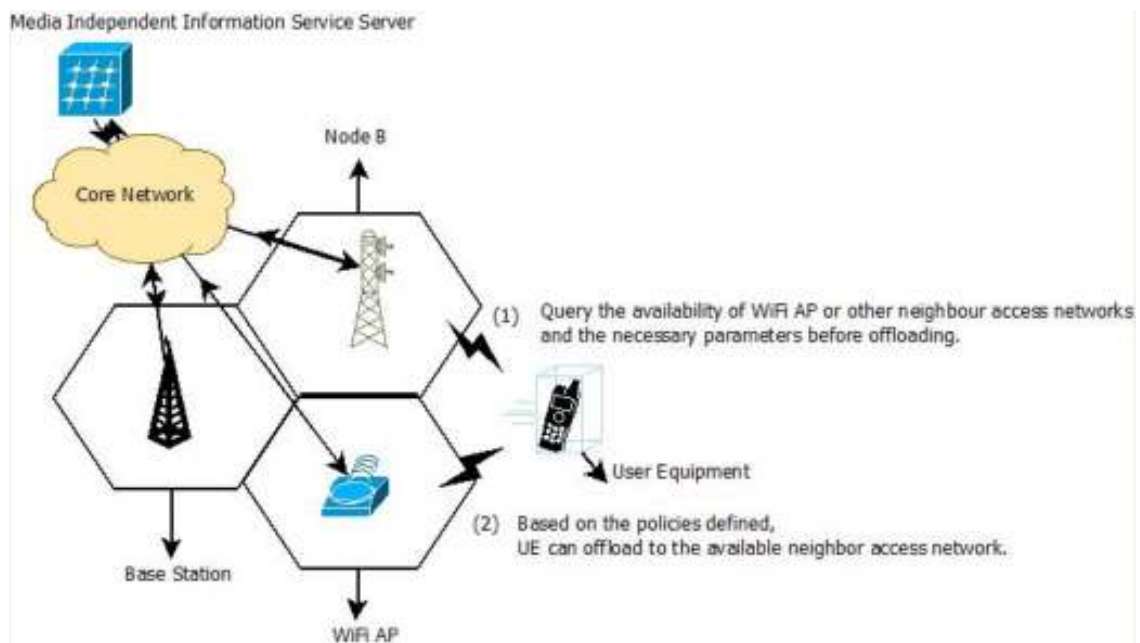 Media Independent Information Service Server
Node B
Core Network
(1) Query the availability of WiFi AP or other neighbour access networks
and the necessary parameters before offloading.
User Equipment
(2) Based on the policies defined,
UE can offload to the available neighbor access network.
Base Station
WiFi AP